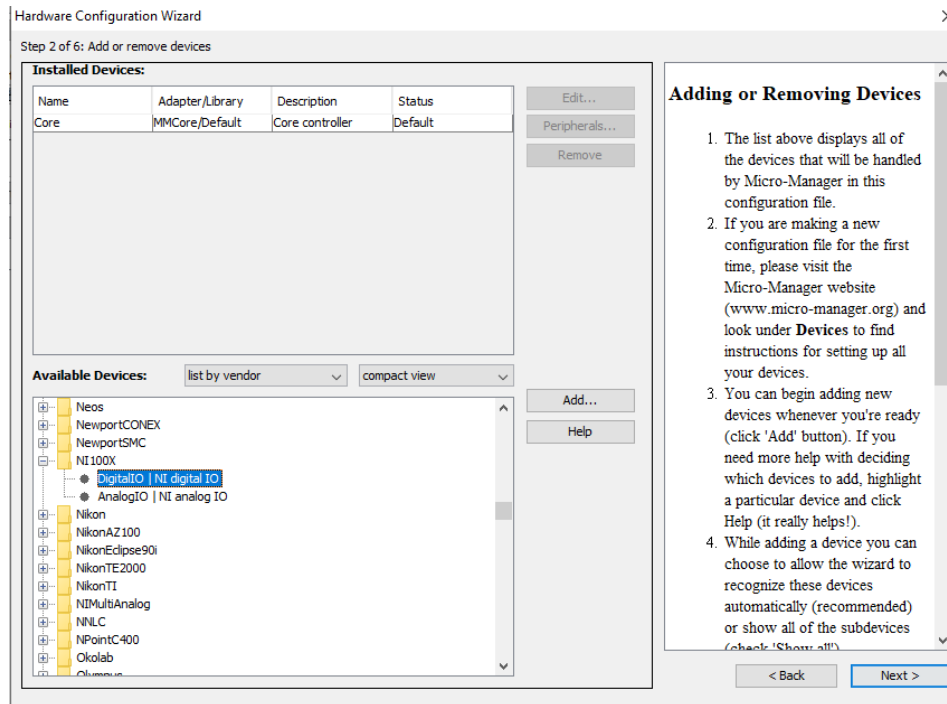 Hardware Configuration Wizard
Step 2 of 6: Add or remove devices
Installed Devices:
Name Adapter/Library Description Status
Core MMCore/Default Core controller Default
Edit...
Peripherals...
Remove
Available Devices: list by vendor compact view
Neos
NewportCONEX
NewportSMC
NI100X
DigitalIO | NI digital IO
AnalogIO | NI analog IO
Nikon
NikonAZ100
NikonEclipse90i
NikonTE2000
NikonTI
NIMultiAnalog
NNLC
NPointC400
Okolab
Olympus
Add...
Help
Adding or Removing Devices
1. The list above displays all of
the devices that will be handled
by Micro-Manager in this
configuration file.
2. If you are making a new
configuration file for the first
time, please visit the
Micro-Manager website
(www.micro-manager.org) and
look under Devices to find
instructions for setting up all
your devices.
3. You can begin adding new
devices whenever you're ready
(click 'Add' button). If you
need more help with deciding
which devices to add, highlight
a particular device and click
Help (it really helps!).
4. While adding a device you can
choose to allow the wizard to
recognize these devices
automatically (recommended)
or show all of the subdevices
(check 'Show all')
< Back
Next >